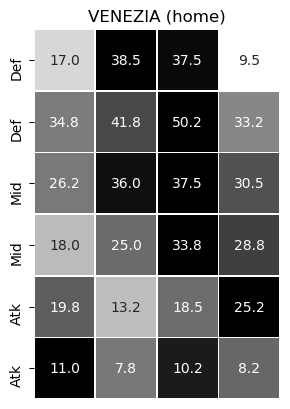 VENEZIA (home)
Def 17.0 38.5 37.5 9.5
Def 34.8 41.8 50.2 33.2
Mid 26.2 36.0 37.5 30.5
Mid 18.0 25.0 33.8 28.8
Atk 19.8 13.2 18.5 25.2
Atk 11.0 7.8 10.2 8.2